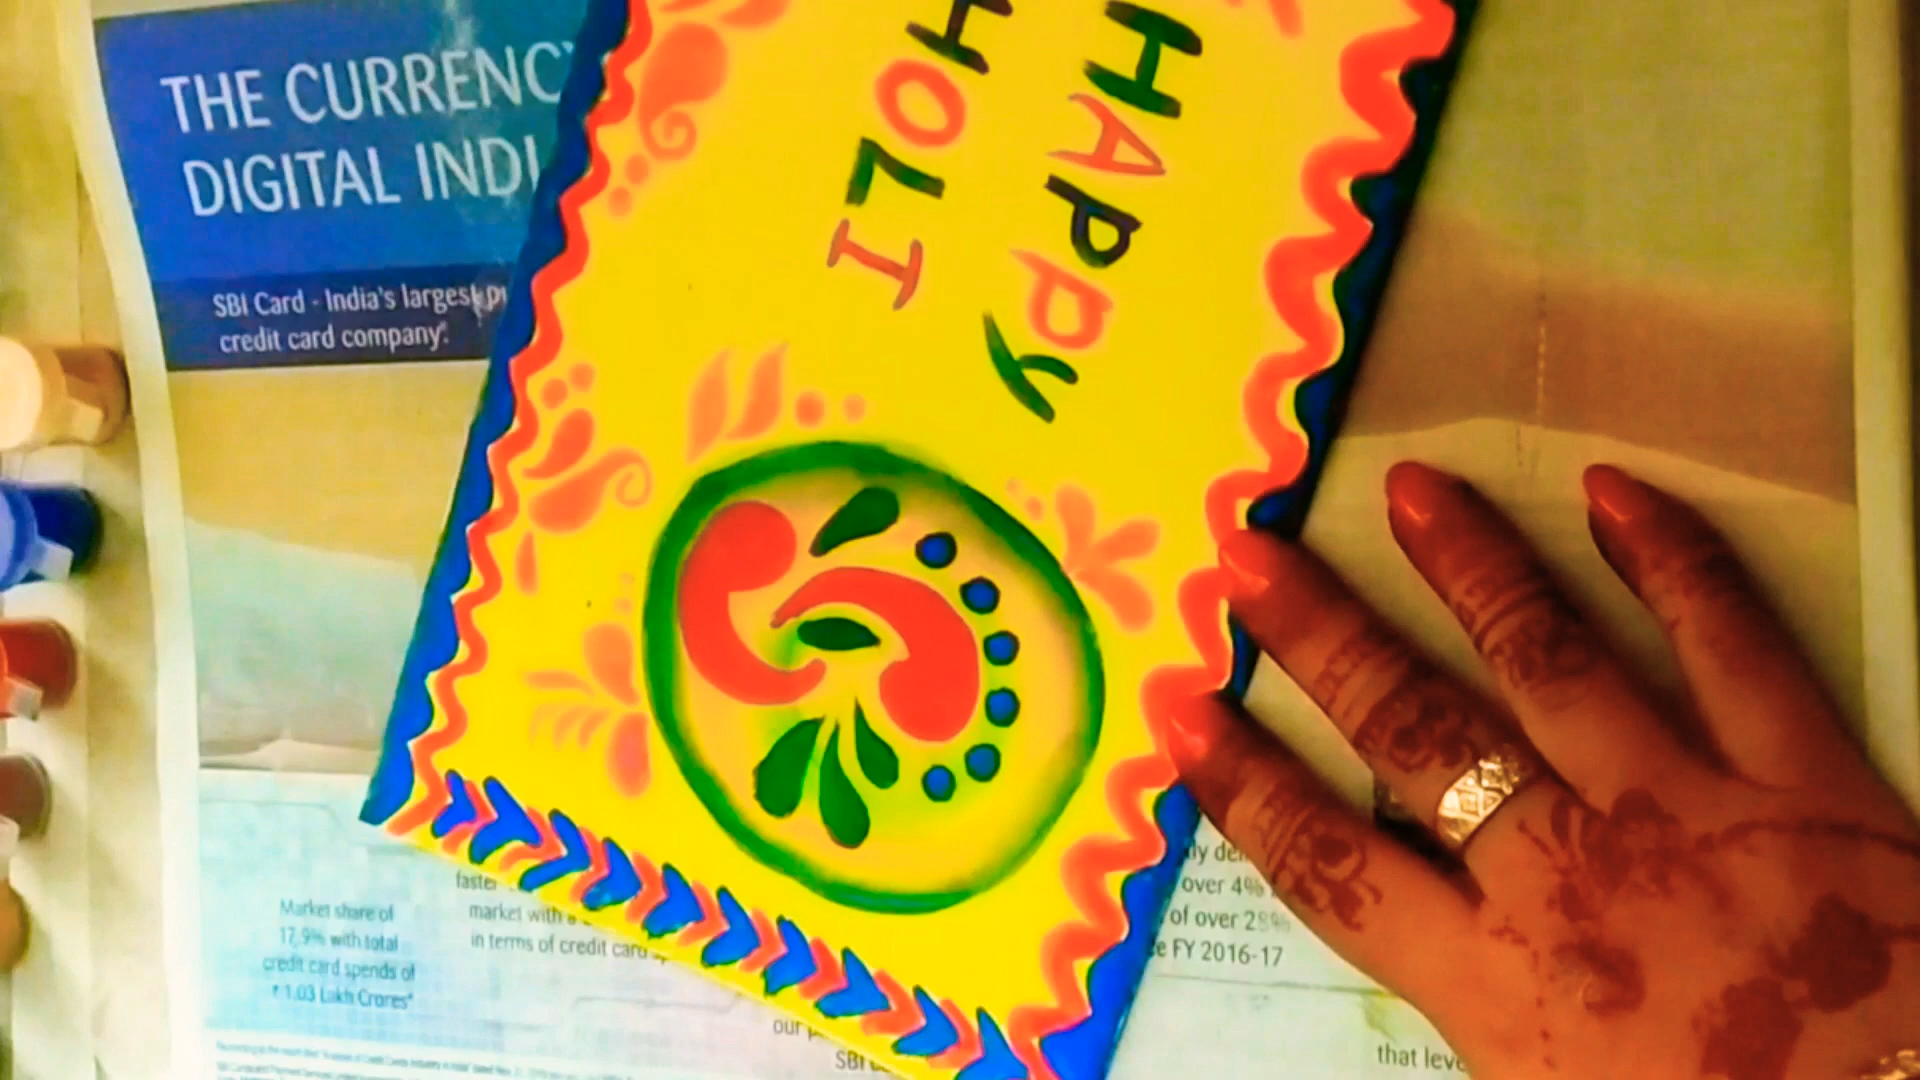 THE CURRENCY
DIGITAL INDI
SBI Card - India's largest
credit card company.
HAPPY
HOLI
Market share of
17.9% with total
credit card spends of
₹ 1.03 Lakh Crores*
faster
market with a
in terms of credit card
our
SBI
over 4%
of over 28%
FY 2016-17
that